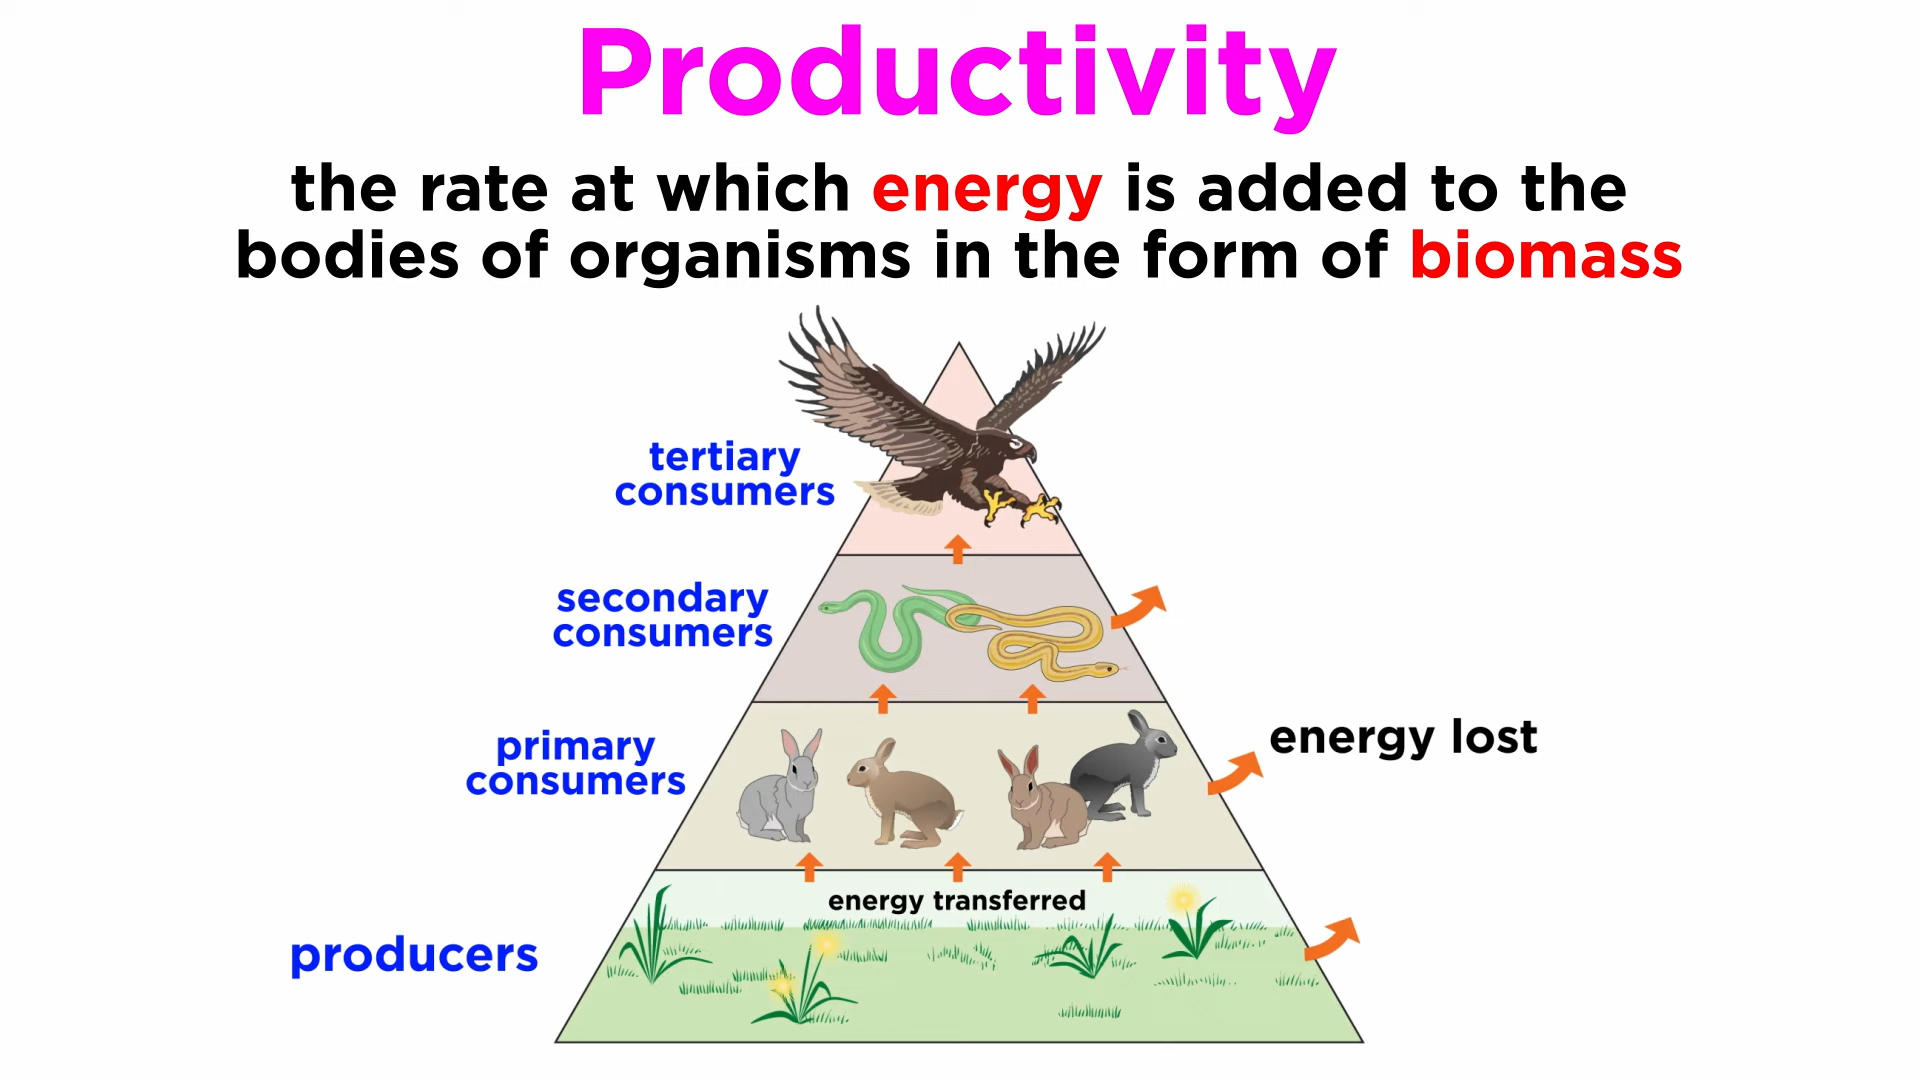 Productivity
the rate at which energy is added to the
bodies of organisms in the form of biomass
tertiary
consumers
secondary
consumers
primary
consumers
energy lost
energy transferred
producers